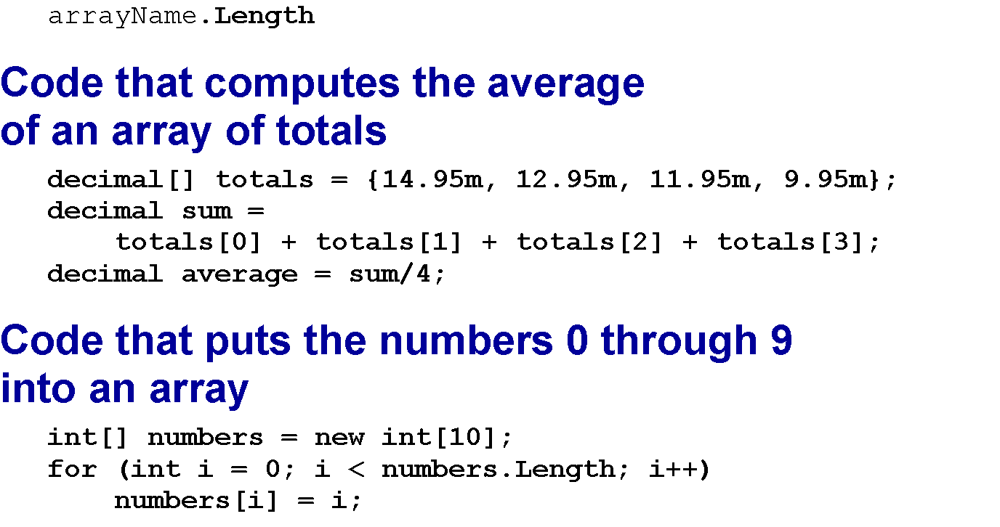 arrayName.Length
Code that computes the average
of an array of totals
decimal[] totals = {14.95m, 12.95m, 11.95m, 9.95m};
decimal sum =
    totals[0] + totals[1] + totals[2] + totals[3];
decimal average = sum/4;
Code that puts the numbers 0 through 9
into an array
int[] numbers = new int[10];
for (int i = 0; i < numbers.Length; i++)
    numbers[i] = i;